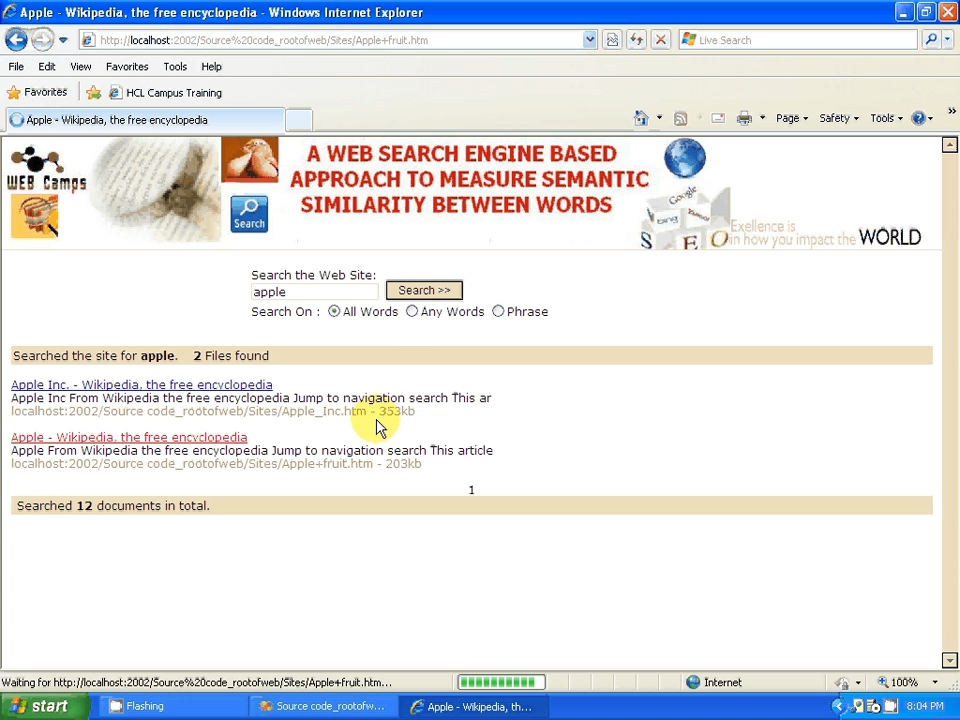 Apple - Wikipedia, the free encyclopedia - Windows Internet Explorer
http://localhost:2002/Source%20code_rootofweb/Sites/Apple+fruit.htm
Live Search
File Edit View Favorites Tools Help
Favorites HCL Campus Training
Apple - Wikipedia, the free encyclopedia
Page Safety Tools »
WEB Camps
Search
A WEB SEARCH ENGINE BASED
APPROACH TO MEASURE SEMANTIC
SIMILARITY BETWEEN WORDS
Google
bing
Yahoo!
S E O
Exellence is
in how you impact the WORLD
Search the Web Site:
apple Search >>
Search On : All Words Any Words Phrase
Searched the site for apple. 2 Files found
Apple Inc. - Wikipedia, the free encyclopedia
Apple Inc From Wikipedia the free encyclopedia Jump to navigation search This ar
localhost:2002/Source code_rootofweb/Sites/Apple_Inc.htm - 353kb
Apple - Wikipedia, the free encyclopedia
Apple From Wikipedia the free encyclopedia Jump to navigation search This article
localhost:2002/Source code_rootofweb/Sites/Apple+fruit.htm - 203kb
1
Searched 12 documents in total.
Waiting for http://localhost:2002/Source%20code_rootofweb/Sites/Apple+fruit.htm...
Internet
100%
start
Flashing
Source code_rootofw...
Apple - Wikipedia, th...
8:04 PM